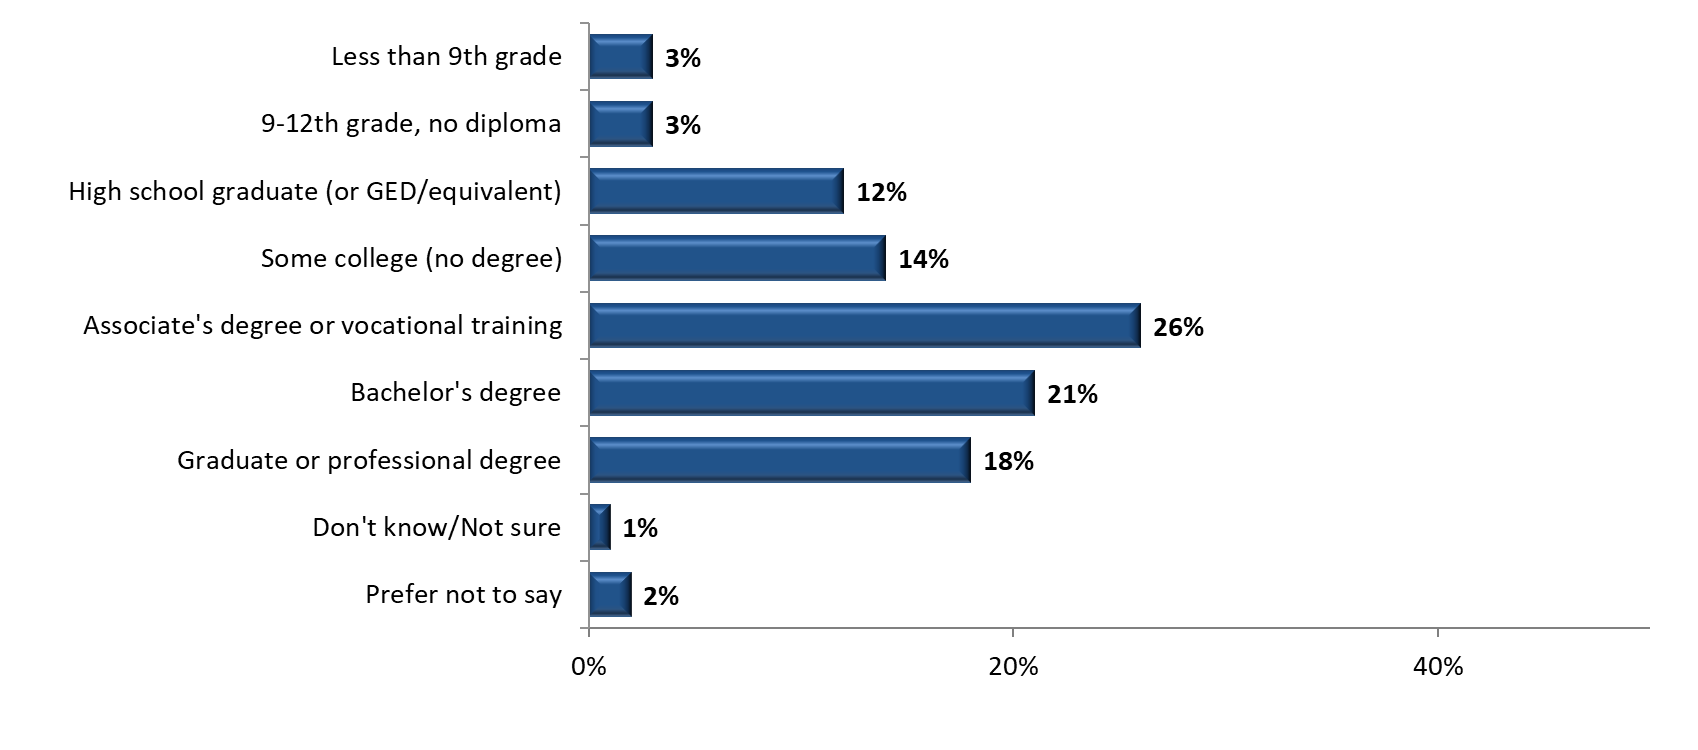 Less than 9th grade 3%
9-12th grade, no diploma 3%
High school graduate (or GED/equivalent) 12%
Some college (no degree) 14%
Associate's degree or vocational training 26%
Bachelor's degree 21%
Graduate or professional degree 18%
Don't know/Not sure 1%
Prefer not to say 2%
0% 20% 40%